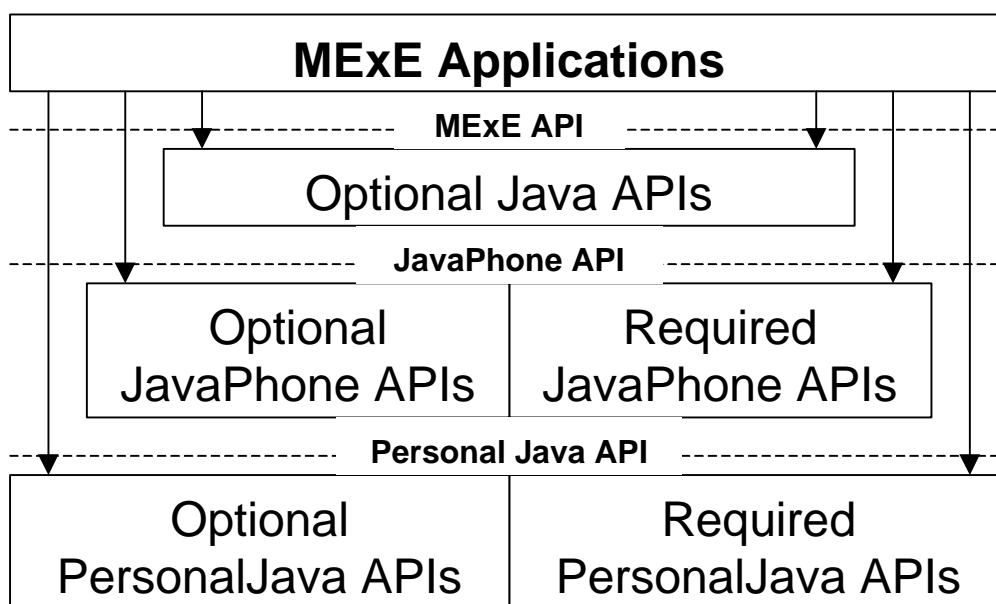 MExE Applications
MExE API
Optional Java APIs
JavaPhone API
Optional
JavaPhone APIs
Required
JavaPhone APIs
Personal Java API
Optional
PersonalJava APIs
Required
PersonalJava APIs